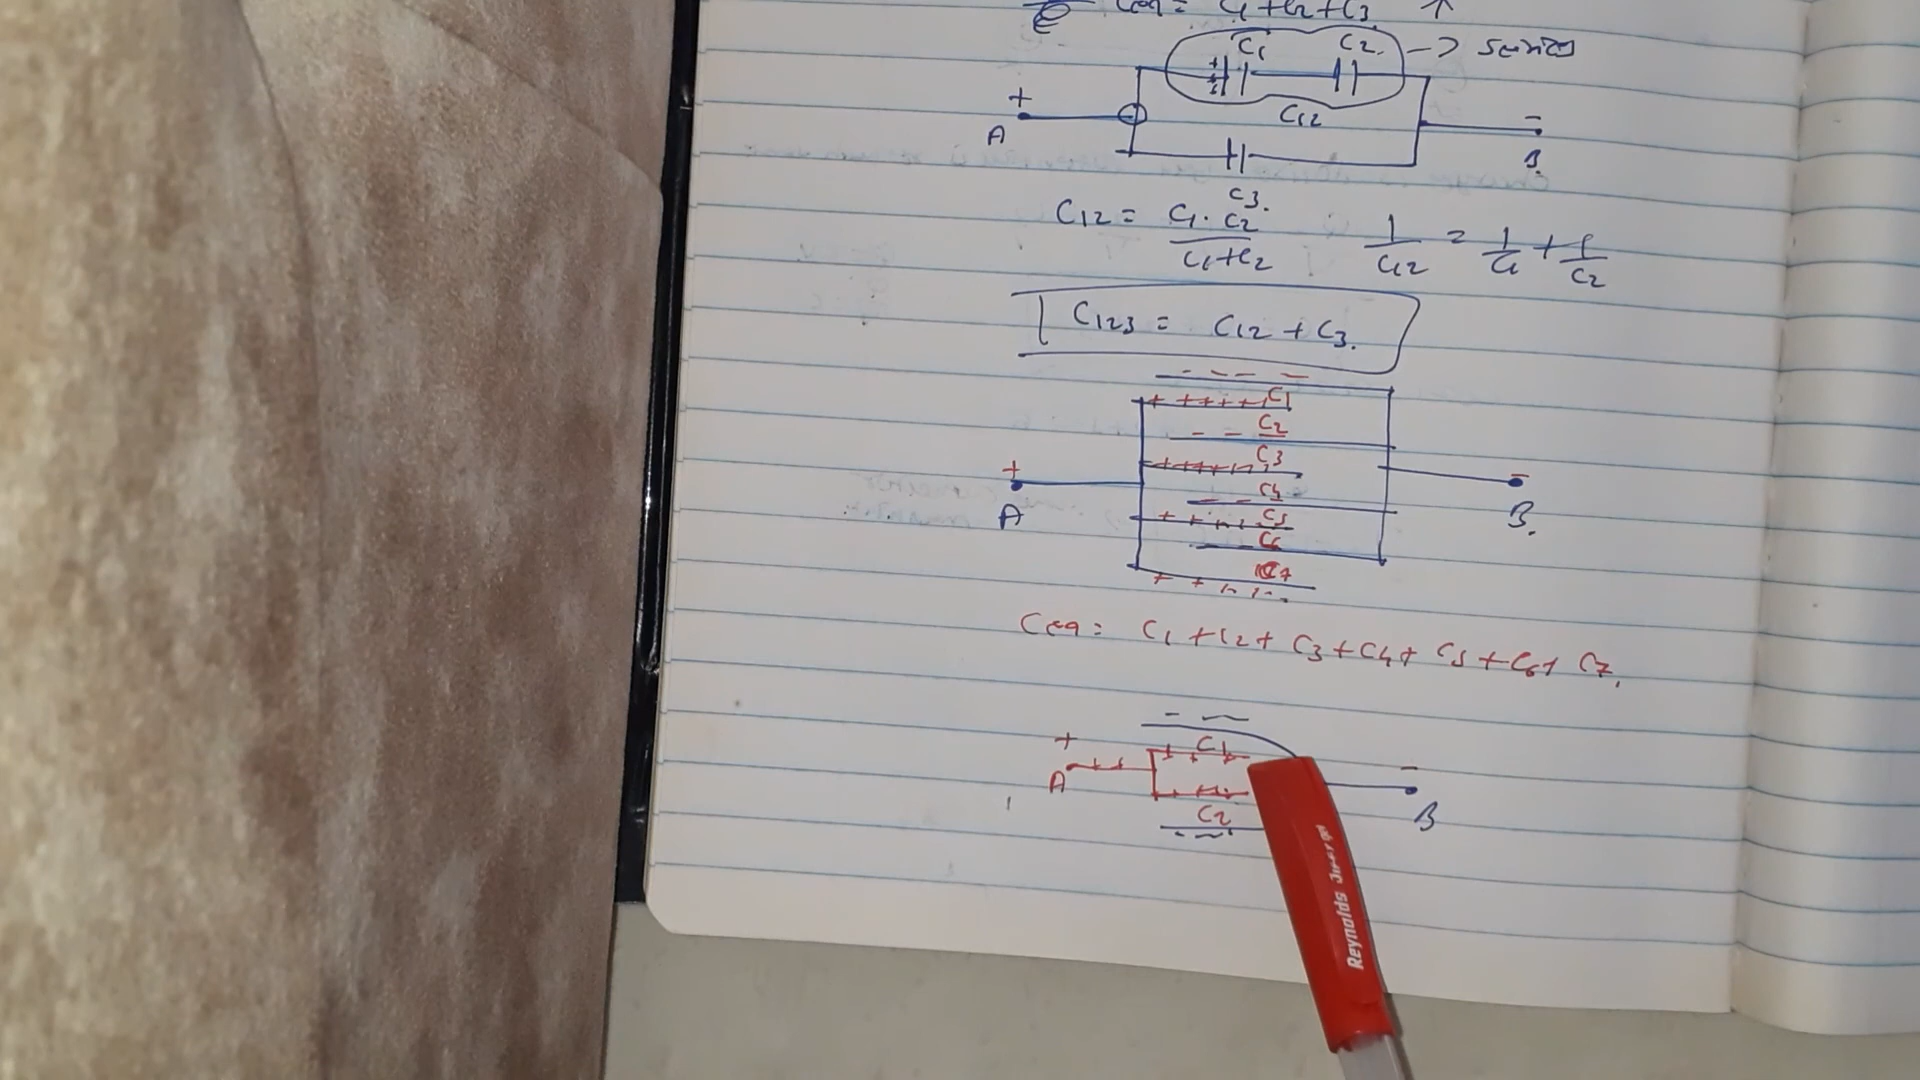 Ceq = C1 + C2 + C3 ↑
C1 C2. -> series
+ A C12 - B.
C3.
C12 = C1 . C2 / C1 + C2 1/C12 = 1/C1 + 1/C2
C123 = C12 + C3.
- - - -
+ + + + + C1
- - C2
+ + + + C3
+ A - - C4 - B.
+ + C5
C6
+ + C7
Ceq = C1 + C2 + C3 + C4 + C5 + C6 + C7.
- - -
+ + + C1 -
A + + B
C2
- - -
Reynolds